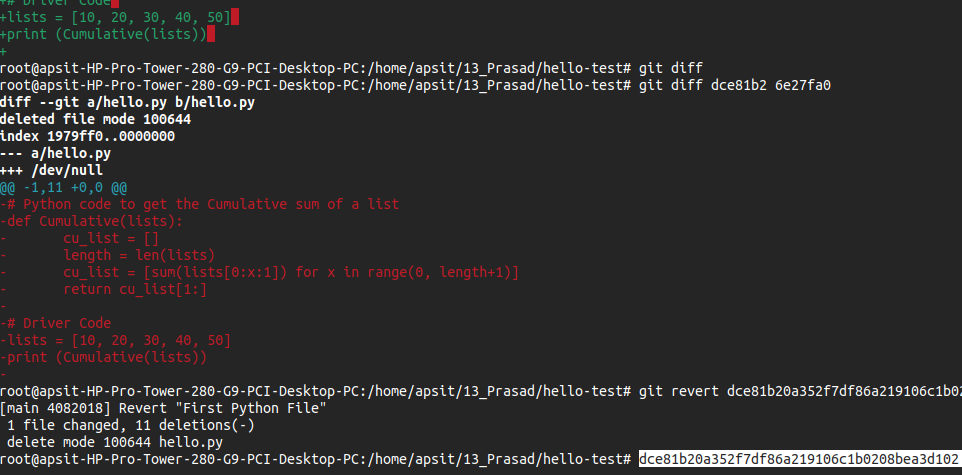 +# Driver Code
+lists = [10, 20, 30, 40, 50]
+print (Cumulative(lists))
+
root@apsit-HP-Pro-Tower-280-G9-PCI-Desktop-PC:/home/apsit/13_Prasad/hello-test# git diff
root@apsit-HP-Pro-Tower-280-G9-PCI-Desktop-PC:/home/apsit/13_Prasad/hello-test# git diff dce81b2 6e27fa0
diff --git a/hello.py b/hello.py
deleted file mode 100644
index 1979ff0..0000000
--- a/hello.py
+++ /dev/null
@@ -1,11 +0,0 @@
-# Python code to get the Cumulative sum of a list
-def Cumulative(lists):
-       cu_list = []
-       length = len(lists)
-       cu_list = [sum(lists[0:x:1]) for x in range(0, length+1)]
-       return cu_list[1:]
-
-# Driver Code
-lists = [10, 20, 30, 40, 50]
-print (Cumulative(lists))
-
root@apsit-HP-Pro-Tower-280-G9-PCI-Desktop-PC:/home/apsit/13_Prasad/hello-test# git revert dce81b20a352f7df86a219106c1b02
[main 4082018] Revert "First Python File"
 1 file changed, 11 deletions(-)
 delete mode 100644 hello.py
root@apsit-HP-Pro-Tower-280-G9-PCI-Desktop-PC:/home/apsit/13_Prasad/hello-test# dce81b20a352f7df86a219106c1b0208bea3d102